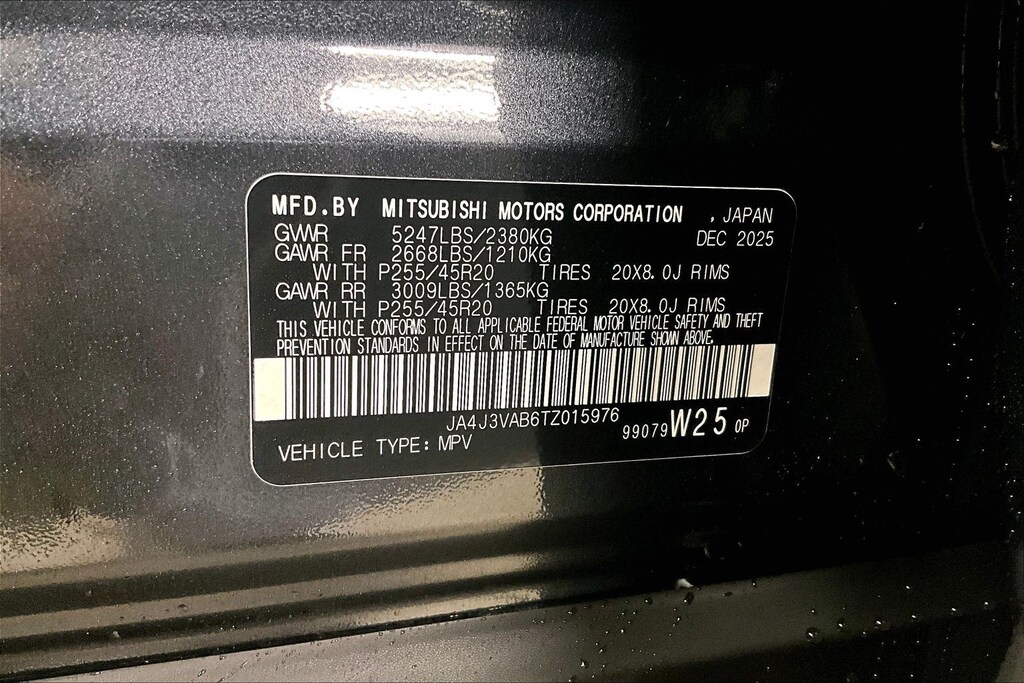 MFD.BY MITSUBISHI MOTORS CORPORATION , JAPAN
GVWR 5247LBS/2380KG DEC 2025
GAWR FR 2668LBS/1210KG
WITH P255/45R20 TIRES 20X8.0J RIMS
GAWR RR 3009LBS/1365KG
WITH P255/45R20 TIRES 20X8.0J RIMS
THIS VEHICLE CONFORMS TO ALL APPLICABLE FEDERAL MOTOR VEHICLE SAFETY AND THEFT
PREVENTION STANDARDS IN EFFECT ON THE DATE OF MANUFACTURE SHOWN ABOVE.
JA4J3VAB6TZ015976
99079 W25 0P
VEHICLE TYPE: MPV